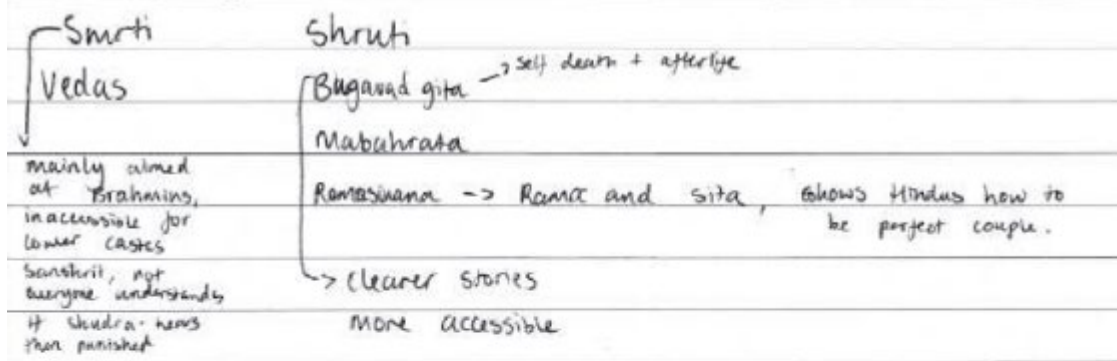 Smrti Shruti
Vedas Bugavad gita → self death + afterlife
Mabahrata
mainly aimed
at Brahmins,
inaccessible for
lower castes
Ramasinana -> Rama and sita, shows Hindus how to
be perfect couple.
Sanskrit, not
everyone understands
If Shudra hears
then punished
→ clearer stories
more accessible